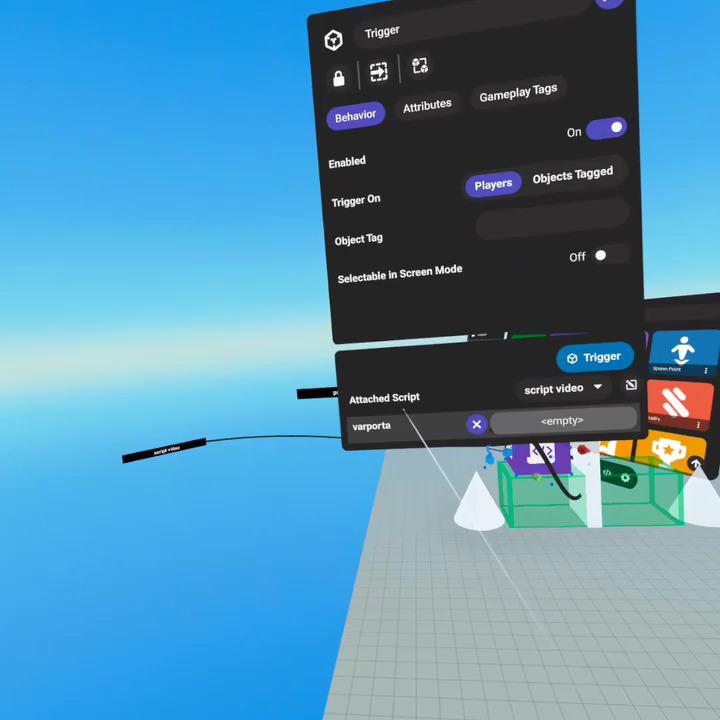 Trigger
Behavior
Attributes
Gameplay Tags
Enabled
On
Trigger On
Players
Objects Tagged
Object Tag
Selectable in Screen Mode
Off
Trigger
Attached Script
script video
varporta
<empty>
script video
Spawn Point